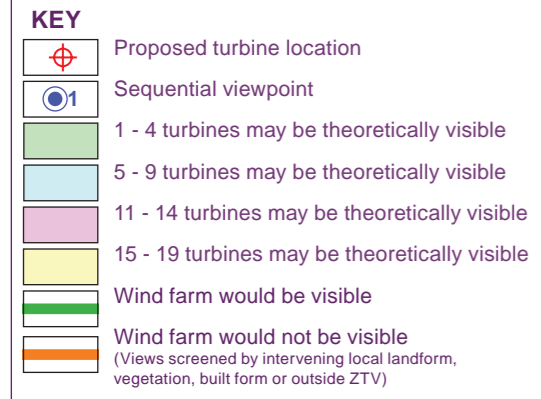 KEY
Proposed turbine location
1 Sequential viewpoint
1 - 4 turbines may be theoretically visible
5 - 9 turbines may be theoretically visible
11 - 14 turbines may be theoretically visible
15 - 19 turbines may be theoretically visible
Wind farm would be visible
Wind farm would not be visible
(Views screened by intervening local landform,
vegetation, built form or outside ZTV)